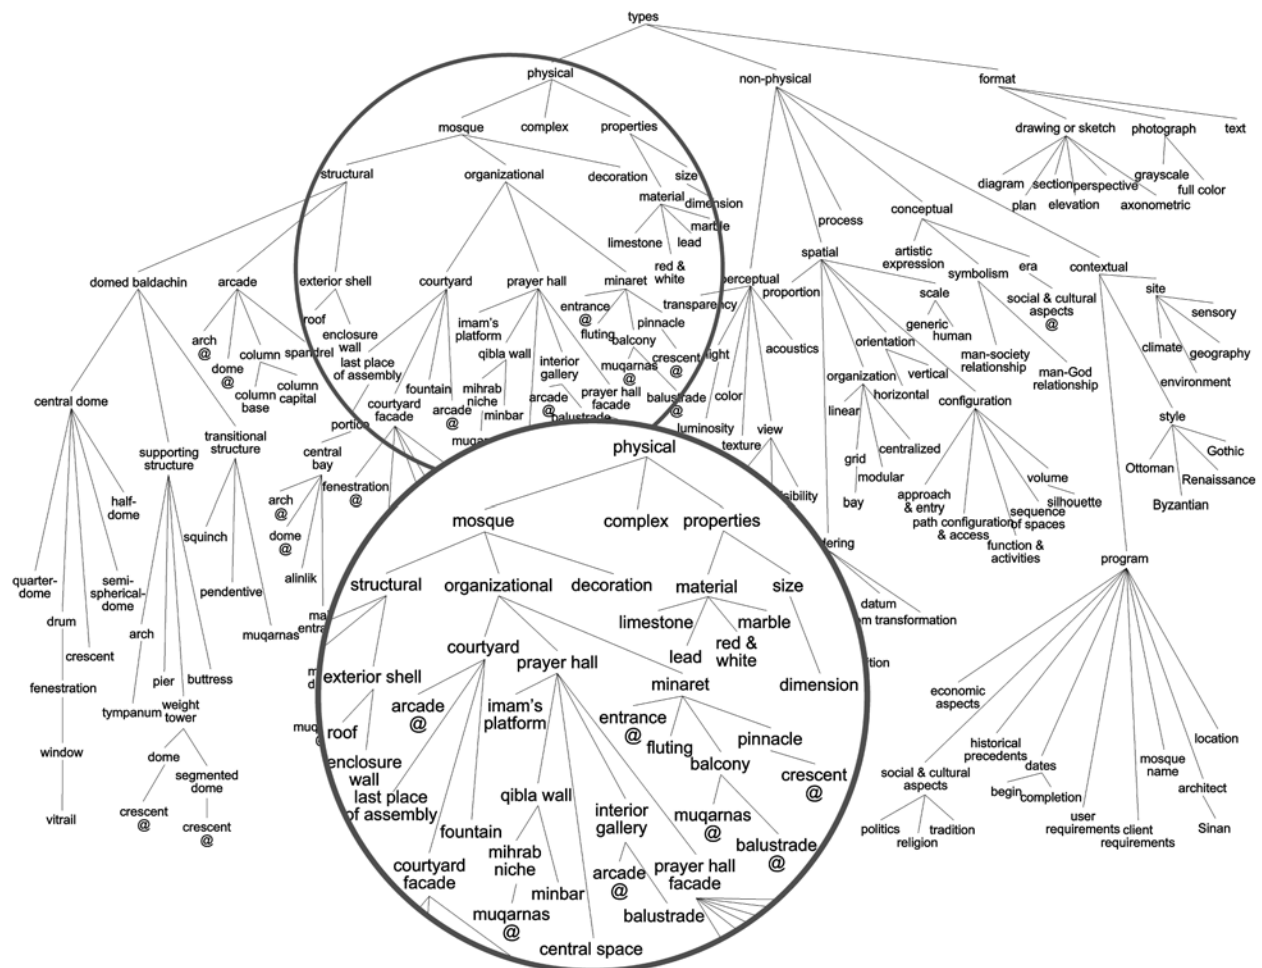 types
physical
non-physical
format
mosque
complex
properties
drawing or sketch
photograph
text
structural
organizational
decoration
size
material
dimension
diagram
section
perspective
grayscale
full color
plan
elevation
axonometric
marble
limestone
lead
red &
white
process
conceptual
artistic
expression
spatial
symbolism
era
contextual
domed baldachin
arcade
exterior shell
courtyard
prayer hall
minaret
perceptual
proportion
scale
social & cultural
aspects
@
site
sensory
entrance
@
transparency
roof
imam's
platform
fluting
pinnacle
generic
human
enclosure
wall
balcony
orientation
arch
@
column
spandrel
last place
of assembly
qibla wall
interior
gallery
crescent
@
light
acoustics
man-society
relationship
climate
geography
dome
@
muqarnas
@
vertical
man-God
relationship
environment
organization
column
base
column
capital
fountain
mihrab
niche
arcade
@
prayer hall
facade
balustrade
@
color
horizontal
configuration
central dome
courtyard
facade
arcade
@
minbar
balustrade
linear
style
portico
luminosity
view
transitional
structure
texture
centralized
Gothic
supporting
structure
central
bay
grid
modular
Ottoman
Renaissance
fenestration
@
volume
half-
dome
arch
@
bay
approach
& entry
silhouette
Byzantine
sequence
of spaces
path configuration
& access
squinch
dome
@
function &
activities
program
quarter-
dome
semi-
spherical-
dome
alinlik
pendentive
datum
transformation
drum
arch
muqarnas
crescent
economic
aspects
fenestration
pier
buttress
tympanum
weight
tower
historical
precedents
location
window
dome
segmented
dome
social & cultural
aspects
dates
mosque
name
begin
completion
architect
vitrail
crescent
@
crescent
@
politics
religion
tradition
user
requirements
client
requirements
Sinan
physical
mosque
complex
properties
structural
organizational
decoration
material
size
limestone
marble
lead
red &
white
courtyard
prayer hall
exterior shell
minaret
dimension
arcade
@
imam's
platform
entrance
@
roof
fluting
pinnacle
enclosure
wall
balcony
crescent
@
last place
of assembly
qibla wall
interior
gallery
muqarnas
@
fountain
balustrade
@
mihrab
niche
courtyard
facade
arcade
@
prayer hall
facade
minbar
muqarnas
@
balustrade
central space